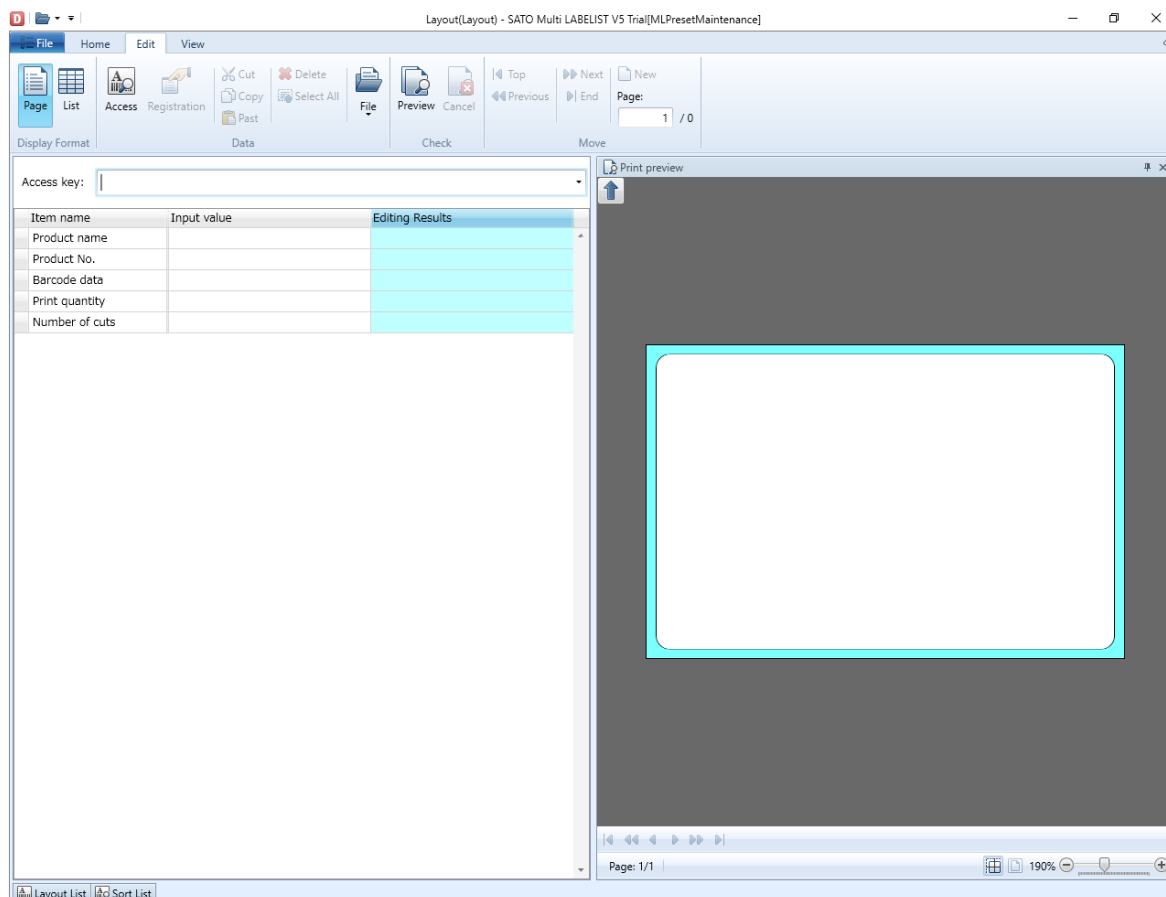 D
Layout(Layout) - SATO Multi LABELIST V5 Trial[MLPresetMaintenance]
File Home Edit View
Page List Access Registration Cut Copy Past Delete Select All File Preview Cancel Top Previous Next End New Page: 1 / 0
Display Format Data Check Move
Access key:
Print preview
Item name Input value Editing Results
Product name
Product No.
Barcode data
Print quantity
Number of cuts
Page: 1/1 190%
Layout List Sort List